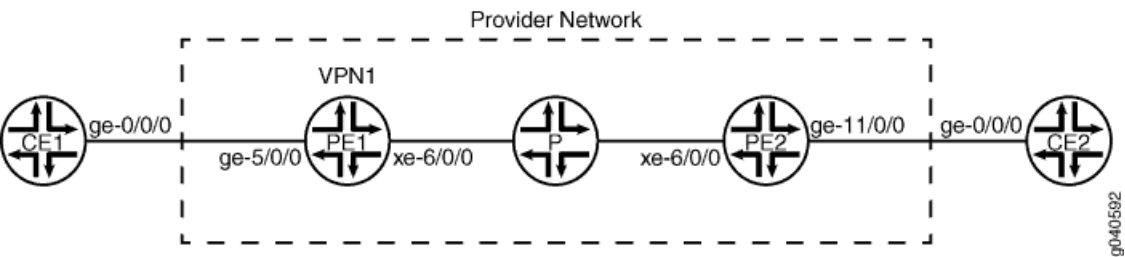 Provider Network
VPN1
ge-0/0/0
ge-11/0/0
ge-0/0/0
CE1
PE1
P
PE2
CE2
ge-5/0/0
xe-6/0/0
xe-6/0/0
g040592